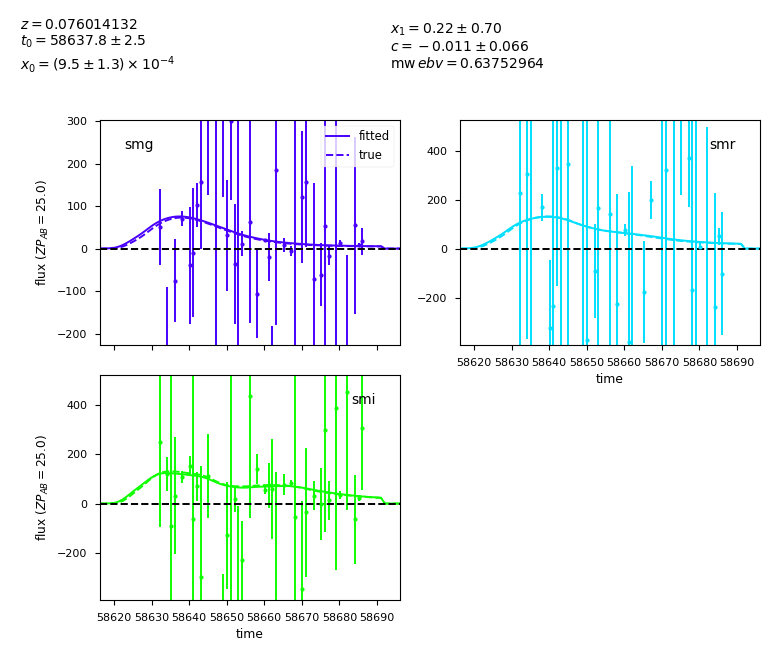 z = 0.076014132
t₀ = 58637.8 ± 2.5
x₀ = (9.5 ± 1.3) × 10⁻⁴
x₁ = 0.22 ± 0.70
c = −0.011 ± 0.066
mw ebv = 0.63752964
smg
fitted
true
300
200
100
0
−100
−200
flux (ZP_AB = 25.0)
smr
400
200
0
−200
58620 58630 58640 58650 58660 58670 58680 58690
time
smi
400
200
0
−200
flux (ZP_AB = 25.0)
58620 58630 58640 58650 58660 58670 58680 58690
time